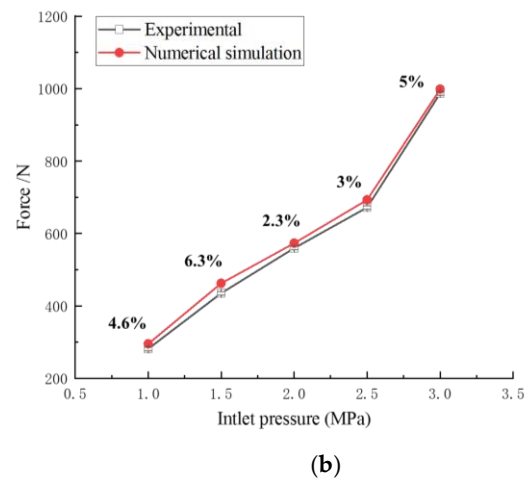 1200
Experimental
Numerical simulation
1000
5%
800
Force /N
3%
2.3%
600
6.3%
400
4.6%
200
0.5 1.0 1.5 2.0 2.5 3.0 3.5
Intlet pressure (MPa)
(b)